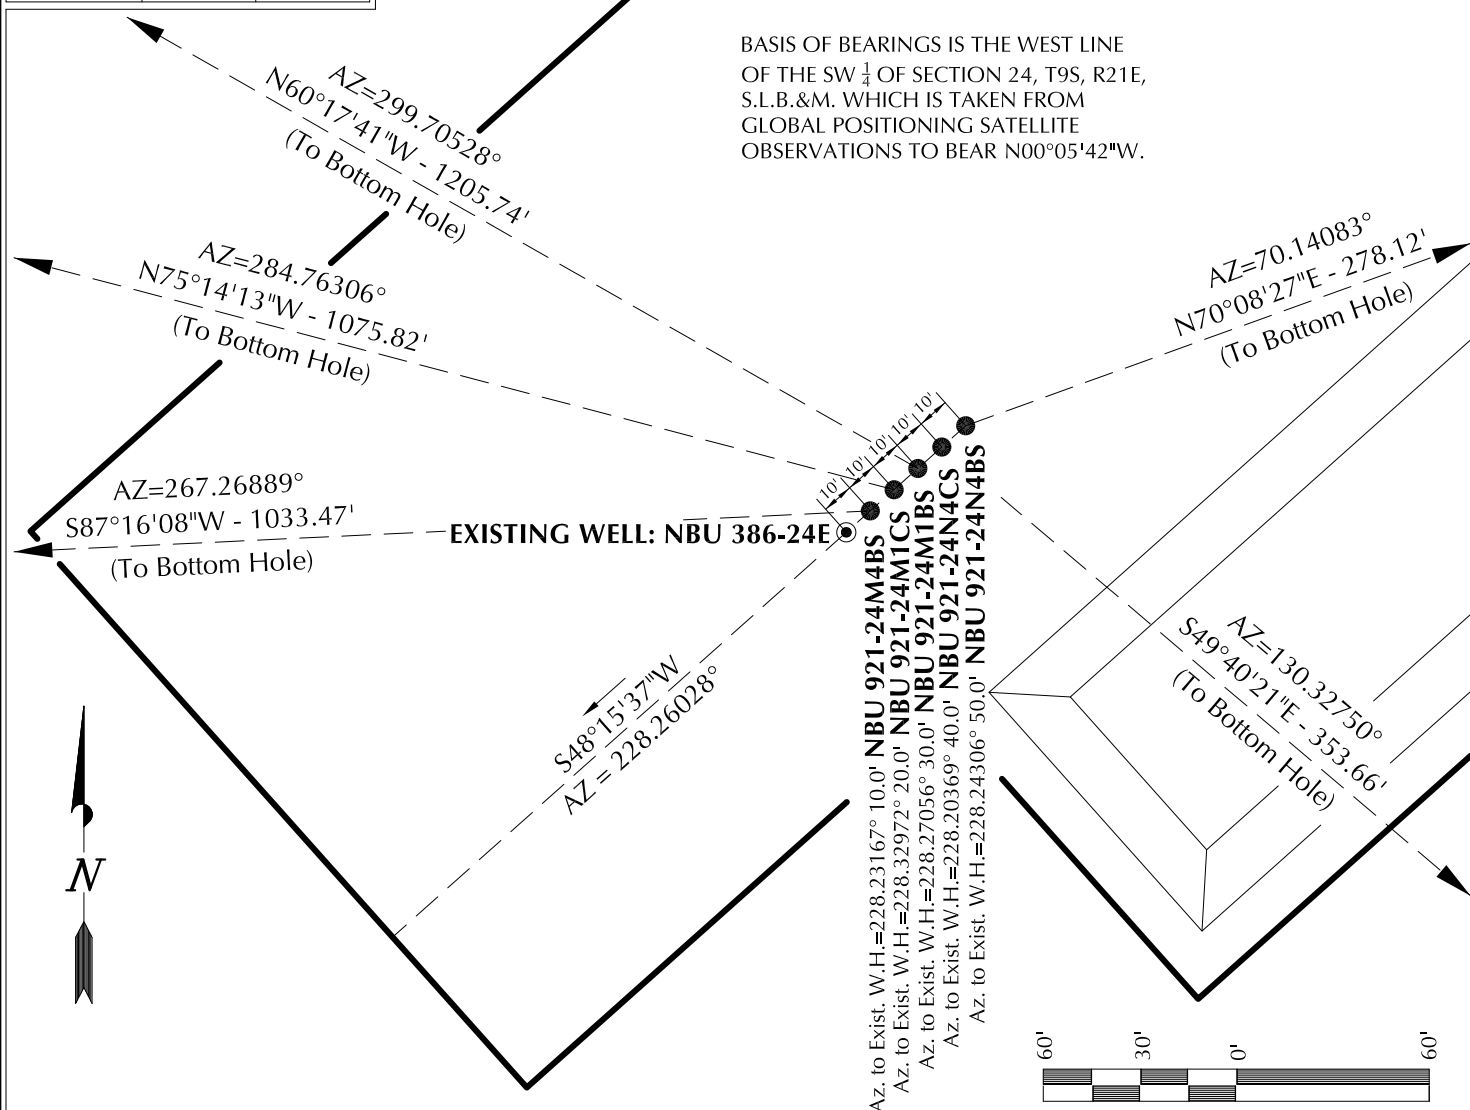 BASIS OF BEARINGS IS THE WEST LINE
OF THE SW 1/4 OF SECTION 24, T9S, R21E,
S.L.B.&M. WHICH IS TAKEN FROM
GLOBAL POSITIONING SATELLITE
OBSERVATIONS TO BEAR N00°05'42"W.
AZ=299.70528°
N60°17'41"W - 1205.74'
(To Bottom Hole)
AZ=284.76306°
N75°14'13"W - 1075.82'
(To Bottom Hole)
AZ=70.14083°
N70°08'27"E - 278.12'
(To Bottom Hole)
10'
10'
10'
10'
10'
AZ=267.26889°
S87°16'08"W - 1033.47'
(To Bottom Hole)
EXISTING WELL: NBU 386-24E
S48°15'37"W
AZ = 228.26028°
AZ=130.32750°
S49°40'21"E - 353.66'
(To Bottom Hole)
Az. to Exist. W.H.=228.23167° 10.0' NBU 921-24M4BS
Az. to Exist. W.H.=228.32972° 20.0' NBU 921-24M1CS
Az. to Exist. W.H.=228.27056° 30.0' NBU 921-24M1BS
Az. to Exist. W.H.=228.20369° 40.0' NBU 921-24N4CS
Az. to Exist. W.H.=228.24306° 50.0' NBU 921-24N4BS
N
60'
30'
0'
60'